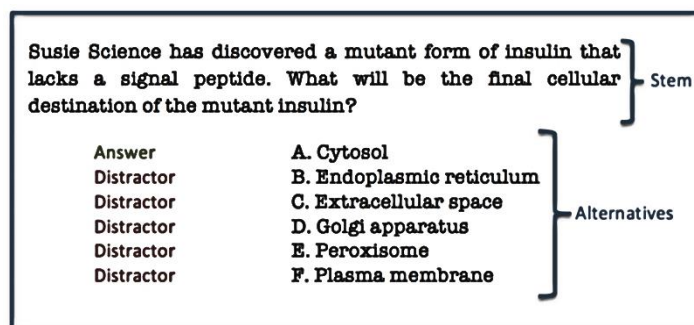 Susie Science has discovered a mutant form of insulin that
lacks a signal peptide. What will be the final cellular
destination of the mutant insulin?
Stem
Answer A. Cytosol
Distractor B. Endoplasmic reticulum
Distractor C. Extracellular space
Distractor D. Golgi apparatus
Distractor E. Peroxisome
Distractor F. Plasma membrane
Alternatives